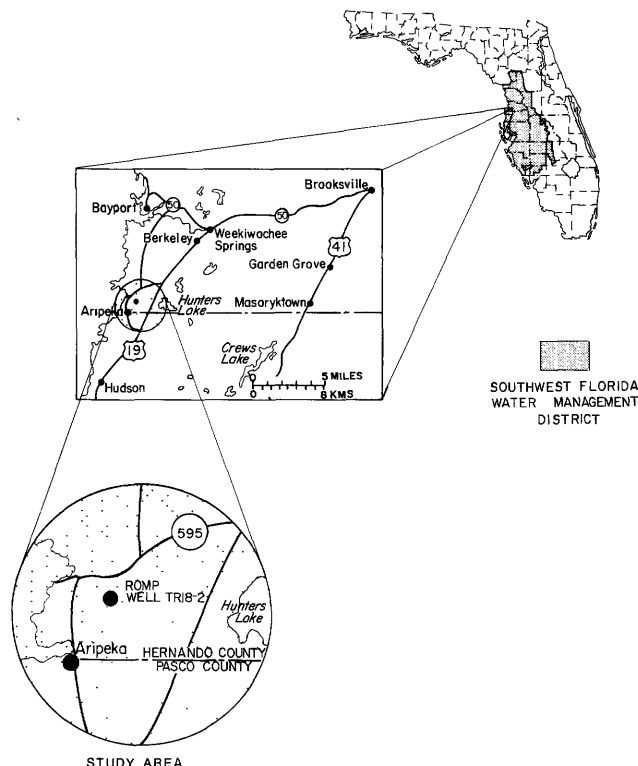 Brooksville
Bayport
50
50
Weekiwachee
Springs
Berkeley
41
Garden Grove
Hunters
Lake
Masoryktown
Aripeka
Crews
Lake
19
5 MILES
0
8 KMS
0
Hudson
SOUTHWEST FLORIDA
WATER MANAGEMENT
DISTRICT
595
ROMP
WELL TR18-2
Hunters
Lake
Aripeka
HERNANDO COUNTY
PASCO COUNTY
STUDY AREA